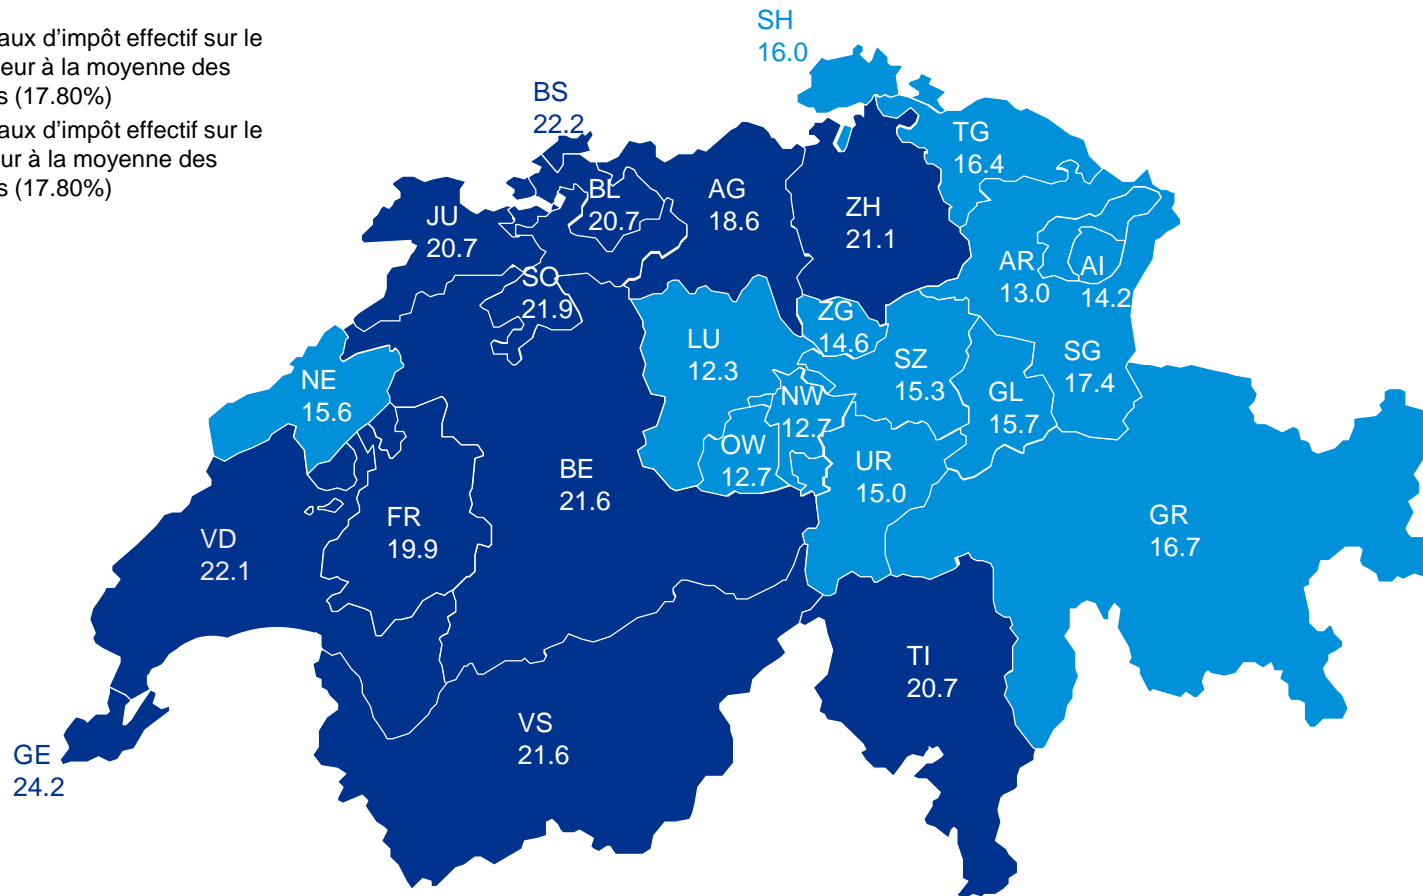 aux d’impôt effectif sur le
eur à la moyenne des
s (17.80%)
aux d’impôt effectif sur le
ur à la moyenne des
s (17.80%)
SH
16.0
BS
22.2
TG
16.4
BL
20.7
AG
18.6
ZH
21.1
JU
20.7
AR
13.0
AI
14.2
SO
21.9
ZG
14.6
LU
12.3
SZ
15.3
SG
17.4
NE
15.6
NW
12.7
GL
15.7
OW
12.7
UR
15.0
BE
21.6
FR
19.9
GR
16.7
VD
22.1
TI
20.7
VS
21.6
GE
24.2